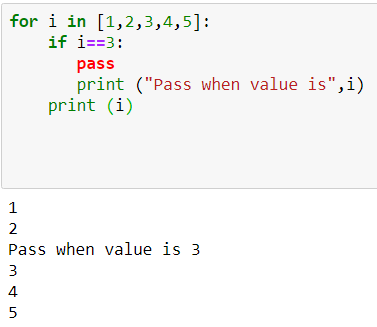 for i in [1,2,3,4,5]:
    if i==3:
       pass
       print ("Pass when value is",i)
    print (i)
1
2
Pass when value is 3
3
4
5